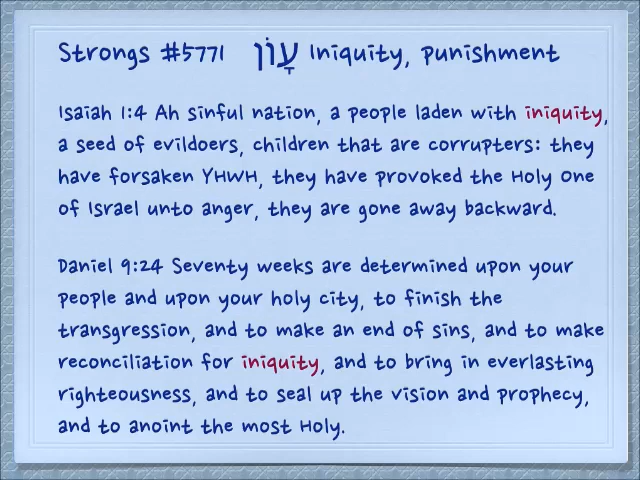 Strongs #5771 עָוֹן Iniquity, punishment
Isaiah 1:4 Ah sinful nation, a people laden with iniquity,
a seed of evildoers, children that are corrupters: they
have forsaken YHWH, they have provoked the Holy One
of Israel unto anger, they are gone away backward.
Daniel 9:24 Seventy weeks are determined upon your
people and upon your holy city, to finish the
transgression, and to make an end of sins, and to make
reconciliation for iniquity, and to bring in everlasting
righteousness, and to seal up the vision and prophecy,
and to anoint the most Holy.